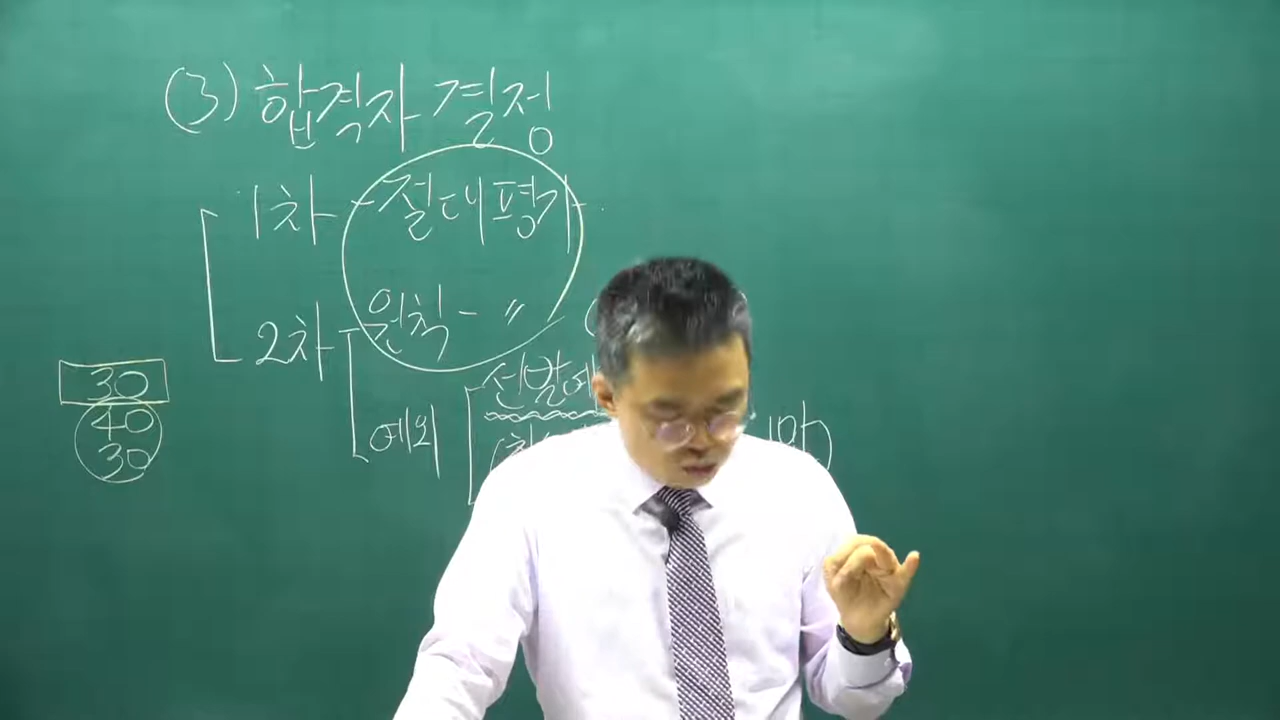 (3) 합격자 결정
1차 - 절대평가 -
2차 원칙 - 〃 (
예외 선발예
30
40
30